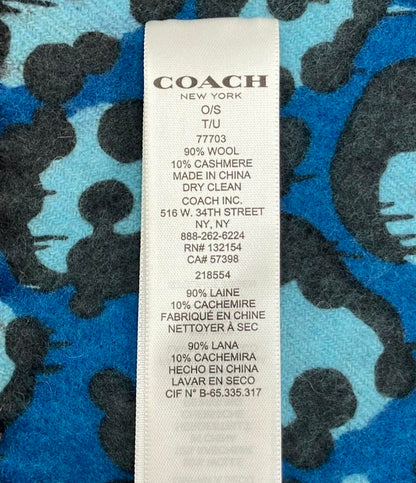 COACH
NEW YORK
O/S
T/U
77703
90% WOOL
10% CASHMERE
MADE IN CHINA
DRY CLEAN
COACH INC.
516 W. 34TH STREET
NY, NY
888-262-6224
RN# 132154
CA# 57398
218554
90% LAINE
10% CACHEMIRE
FABRIQUÉ EN CHINE
NETTOYER À SEC
90% LANA
10% CACHEMIRA
HECHO EN CHINA
LAVAR EN SECO
CIF N° B-65.335.317